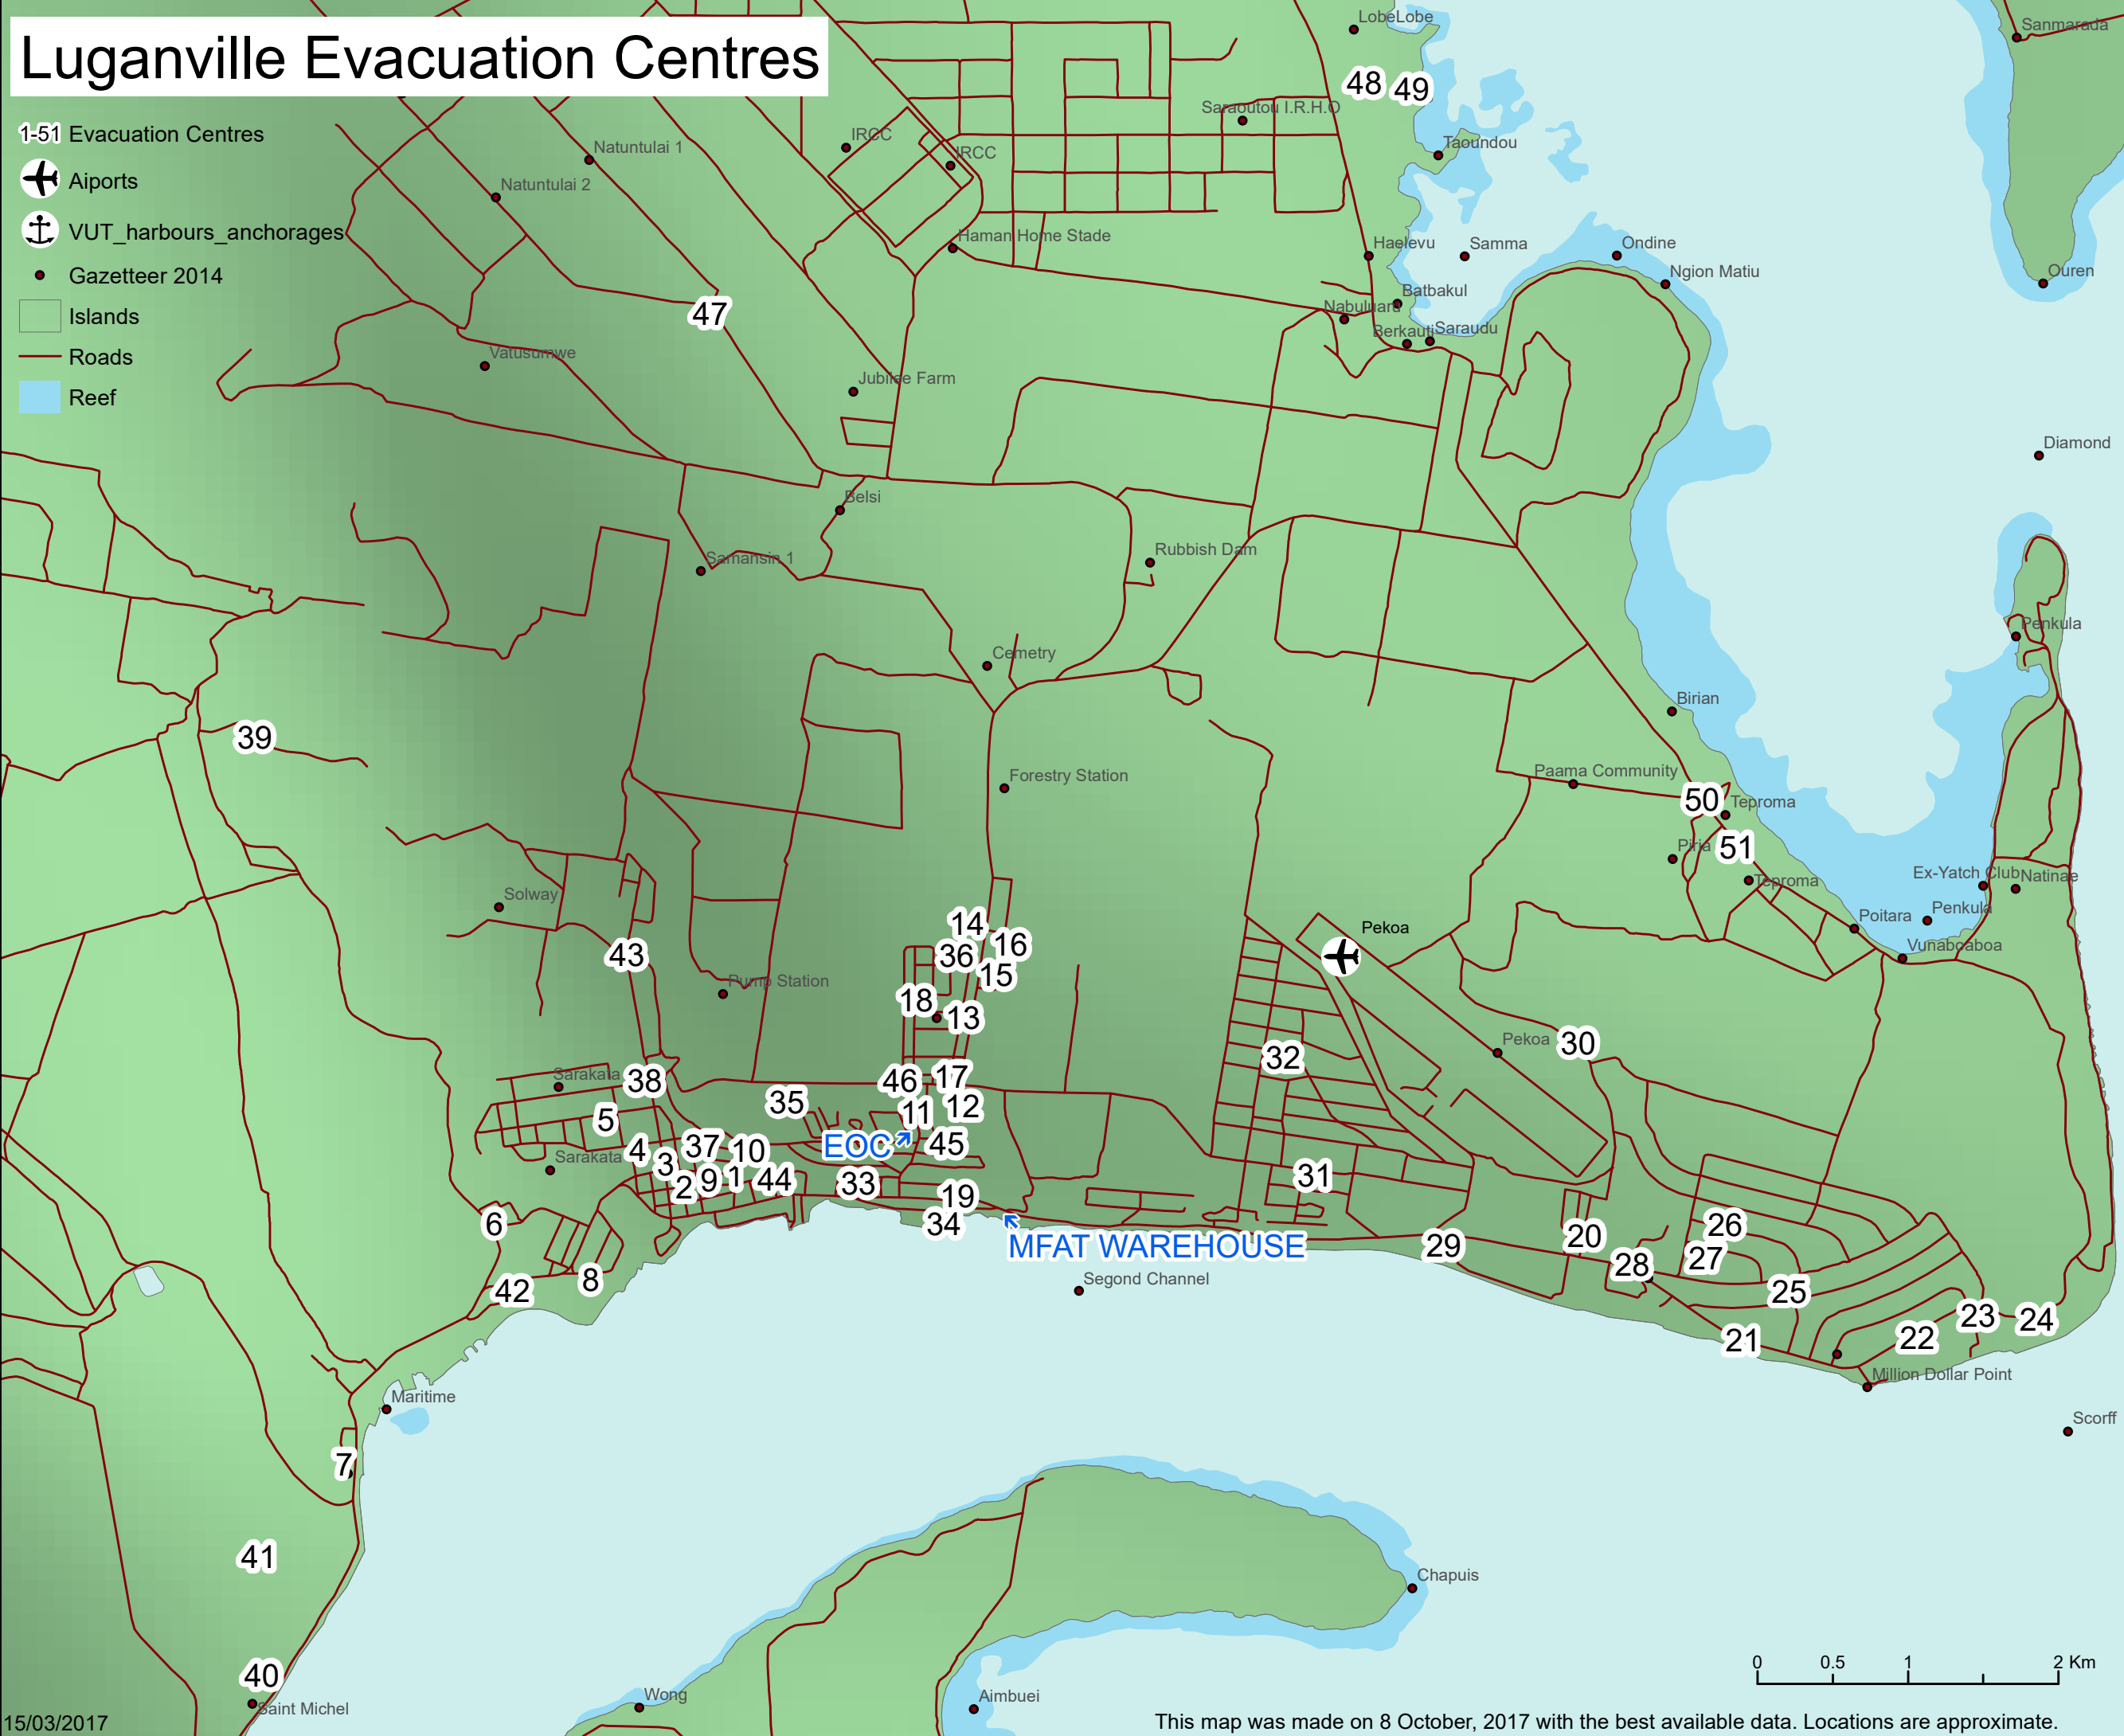 Luganville Evacuation Centres
1-51 Evacuation Centres
Aiports
VUT_harbours_anchorages
Gazetteer 2014
Islands
Roads
Reef
LobeLobe
Sanmarada
48
49
Saraoutou I.R.H.O
IRCC
IRCC
Natuntulai 1
Taoundou
Natuntulai 2
Haman Home Stade
Haelevu
Samma
Ondine
Ngion Matiu
Ouren
Batbakul
Nabuluaru
47
Berkauti
Saraudu
Vatusumwe
Jubilee Farm
Diamond
Belsi
Samansin 1
Rubbish Dam
Penkula
Cemetry
Birian
39
Forestry Station
Paama Community
50
Teproma
Piria
51
Ex-Yatch Club
Natinae
Teproma
Solway
Poitara
Penkula
14
Pekoa
16
Vunaboaboa
43
36
15
Pump Station
18
13
Pekoa
30
32
Sarakata
38
46
17
35
11
12
5
EOC
45
4
37
10
Sarakata
3
2
9
1
44
33
31
19
6
34
MFAT WAREHOUSE
29
20
26
27
28
Segond Channel
42
8
25
23
24
21
22
Million Dollar Point
Maritime
Scorff
7
41
Chapuis
40
Saint Michel
Wong
Aimbuei
0 0.5 1 2 Km
15/03/2017
This map was made on 8 October, 2017 with the best available data. Locations are approximate.